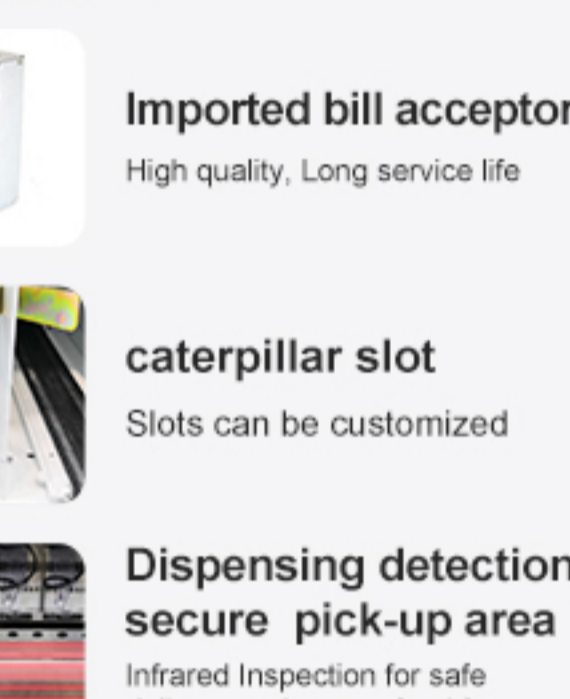 Imported bill acceptor
High quality, Long service life
caterpillar slot
Slots can be customized
Dispensing detection
secure pick-up area
Infrared Inspection for safe